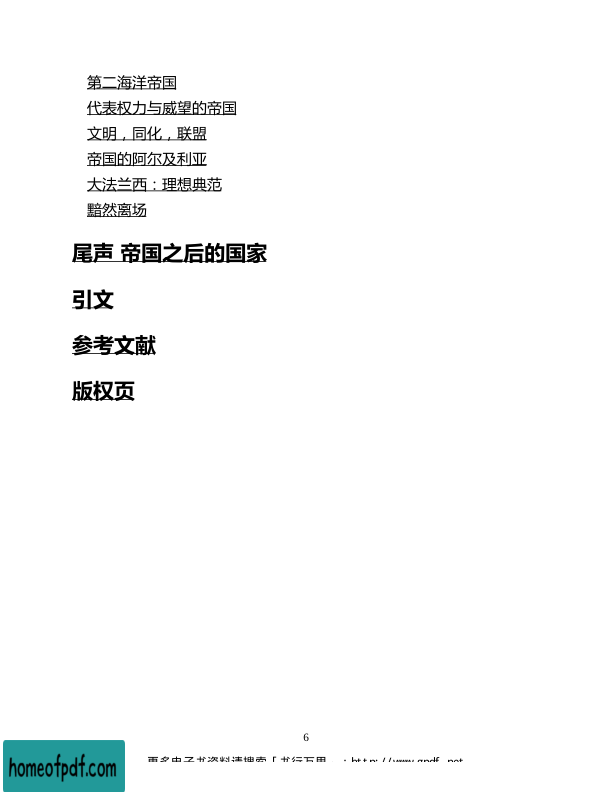 第二海洋帝国
代表权力与威望的帝国
文明，同化，联盟
帝国的阿尔及利亚
大法兰西：理想典范
黯然离场
尾声 帝国之后的国家
引文
参考文献
版权页
6
更多电子书资料请搜索「书行万里
homeofpdf.com